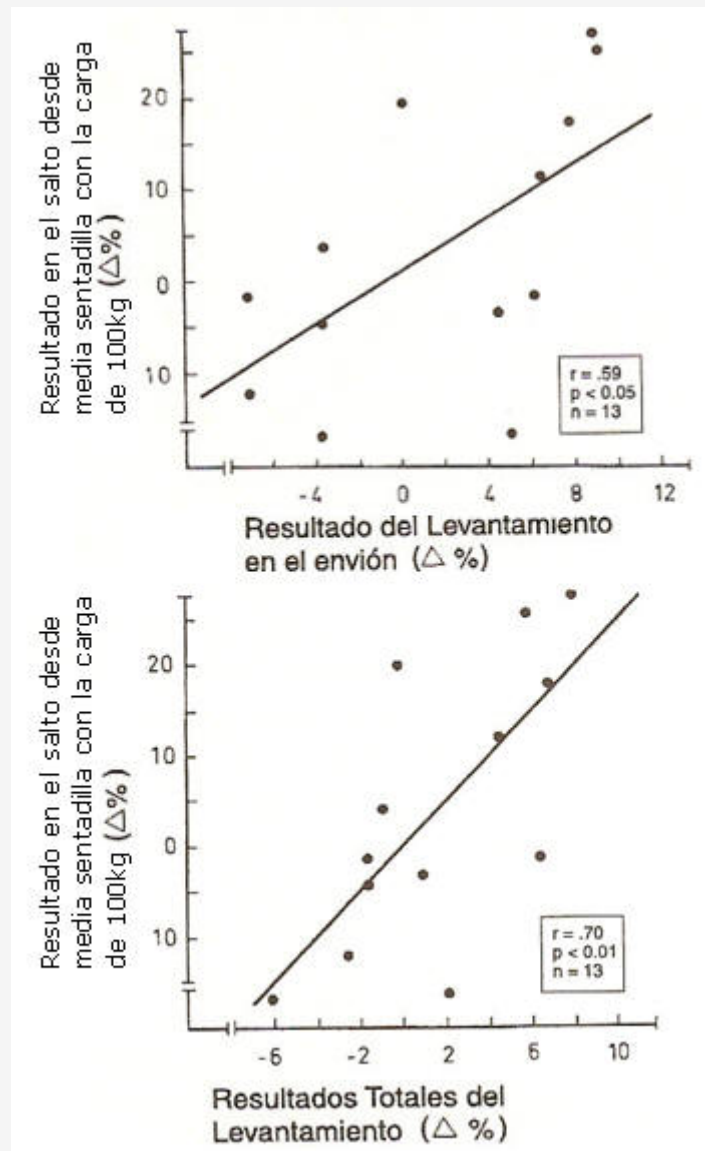 Resultado en el salto desde
media sentadilla con la carga
de 100kg (△%)
20
10
0
10
r = .59
p < 0.05
n = 13
-4
0
4
8
12
Resultado del Levantamiento
en el envión (△ %)
Resultado en el salto desde
media sentadilla con la carga
de 100kg (△%)
20
10
0
10
r = .70
p < 0.01
n = 13
-6
-2
2
6
10
Resultados Totales del
Levantamiento (△ %)